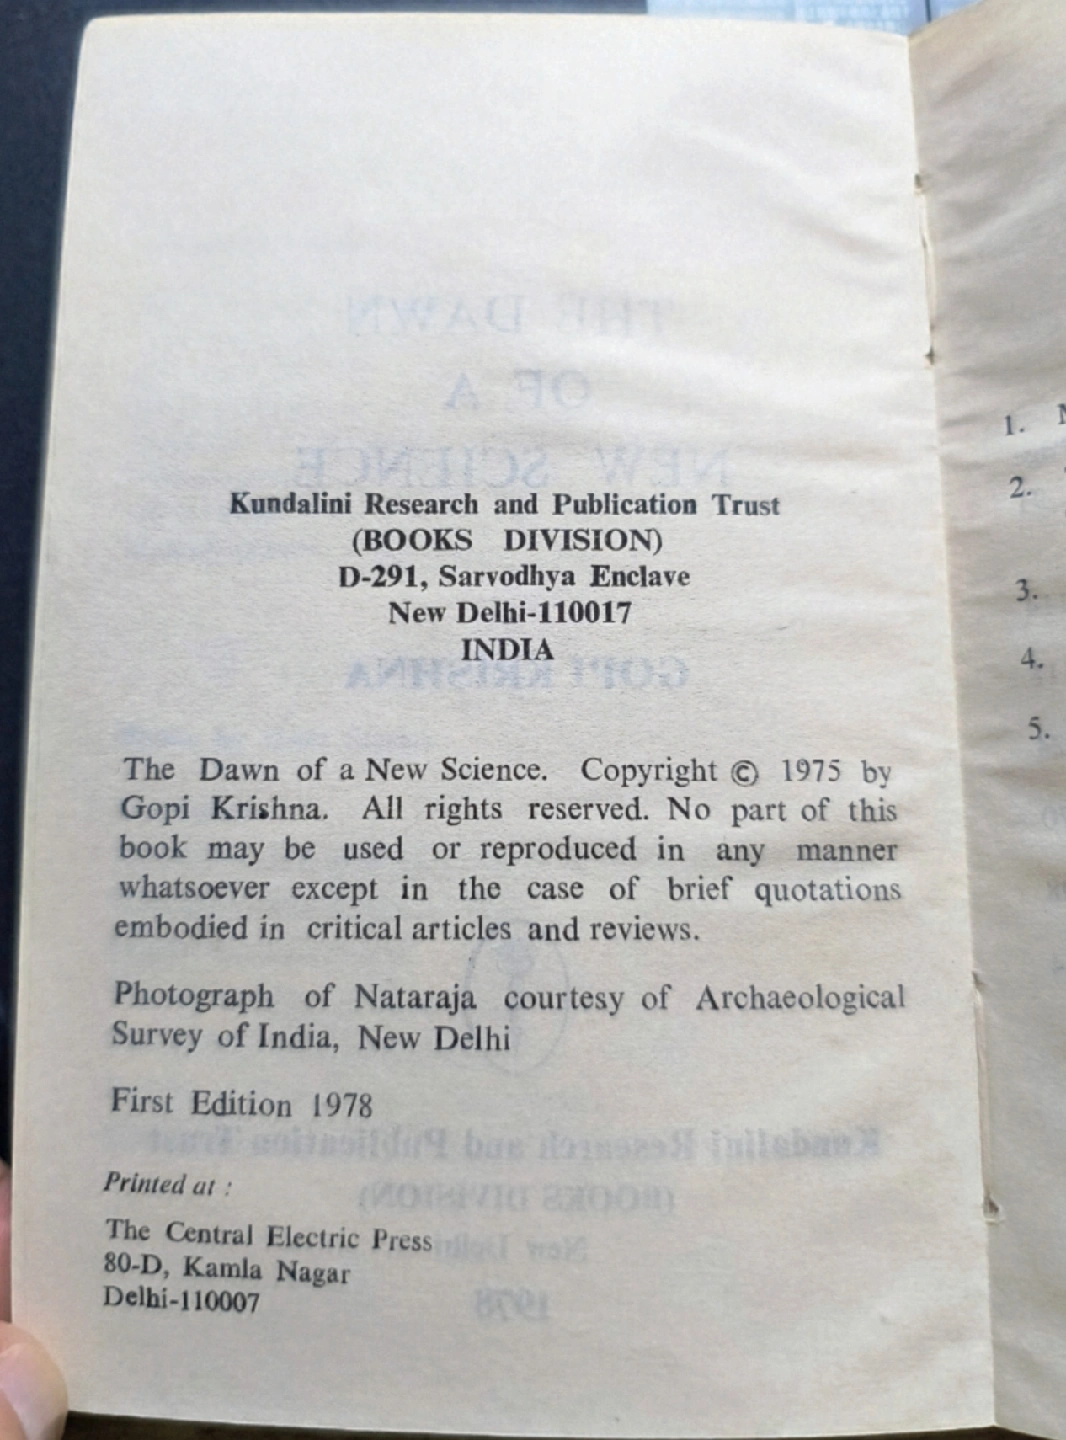 Kundalini Research and Publication Trust
(BOOKS DIVISION)
D-291, Sarvodhya Enclave
New Delhi-110017
INDIA
The Dawn of a New Science. Copyright © 1975 by
Gopi Krishna. All rights reserved. No part of this
book may be used or reproduced in any manner
whatsoever except in the case of brief quotations
embodied in critical articles and reviews.
Photograph of Nataraja courtesy of Archaeological
Survey of India, New Delhi
First Edition 1978
Printed at :
The Central Electric Press
80-D, Kamla Nagar
Delhi-110007
1.
2.
3.
4.
5.